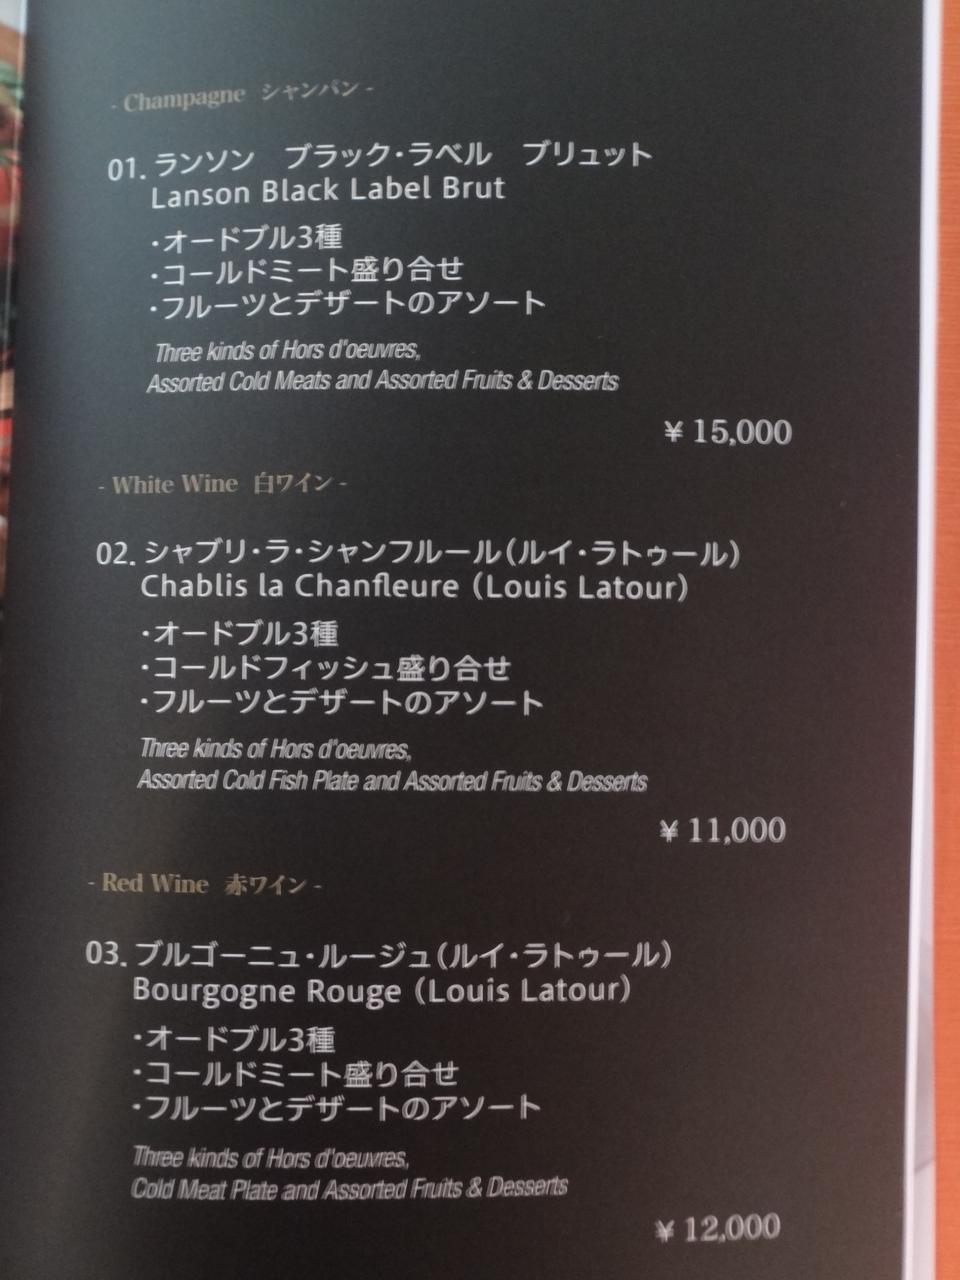 - Champagne シャンパン -
01. ランソン ブラック・ラベル ブリュット
Lanson Black Label Brut
・オードブル3種
・コールドミート盛り合せ
・フルーツとデザートのアソート
Three kinds of Hors d'oeuvres,
Assorted Cold Meats and Assorted Fruits & Desserts
¥ 15,000
- White Wine 白ワイン -
02. シャブリ・ラ・シャンフルール(ルイ・ラトゥール)
Chablis la Chanfleure (Louis Latour)
・オードブル3種
・コールドフィッシュ盛り合せ
・フルーツとデザートのアソート
Three kinds of Hors d'oeuvres,
Assorted Cold Fish Plate and Assorted Fruits & Desserts
¥ 11,000
- Red Wine 赤ワイン -
03. ブルゴーニュ・ルージュ(ルイ・ラトゥール)
Bourgogne Rouge (Louis Latour)
・オードブル3種
・コールドミート盛り合せ
・フルーツとデザートのアソート
Three kinds of Hors d'oeuvres,
Cold Meat Plate and Assorted Fruits & Desserts
¥ 12,000